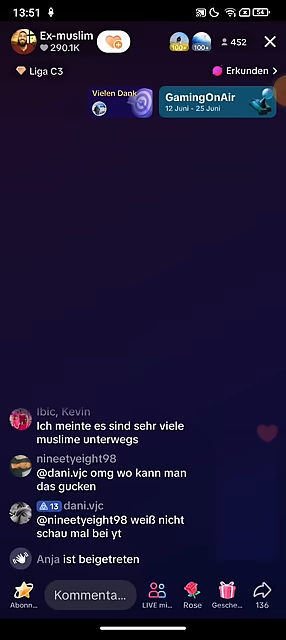 13:51
54
Ex-muslim
290.1K
100+
100+
452
Liga C3
Erkunden
Vielen Dank
GamingOnAir
12 Juni - 25 Juni
Ibic, Kevin
Ich meinte es sind sehr viele
muslime unterwegs
nineetyeight98
@dani.vjc omg wo kann man
das gucken
13 dani.vjc
@nineetyeight98 weiß nicht
schau mal bei yt
Anja ist beigetreten
Abonn...
Kommenta...
LIVE mi...
Rose
Gesche...
136